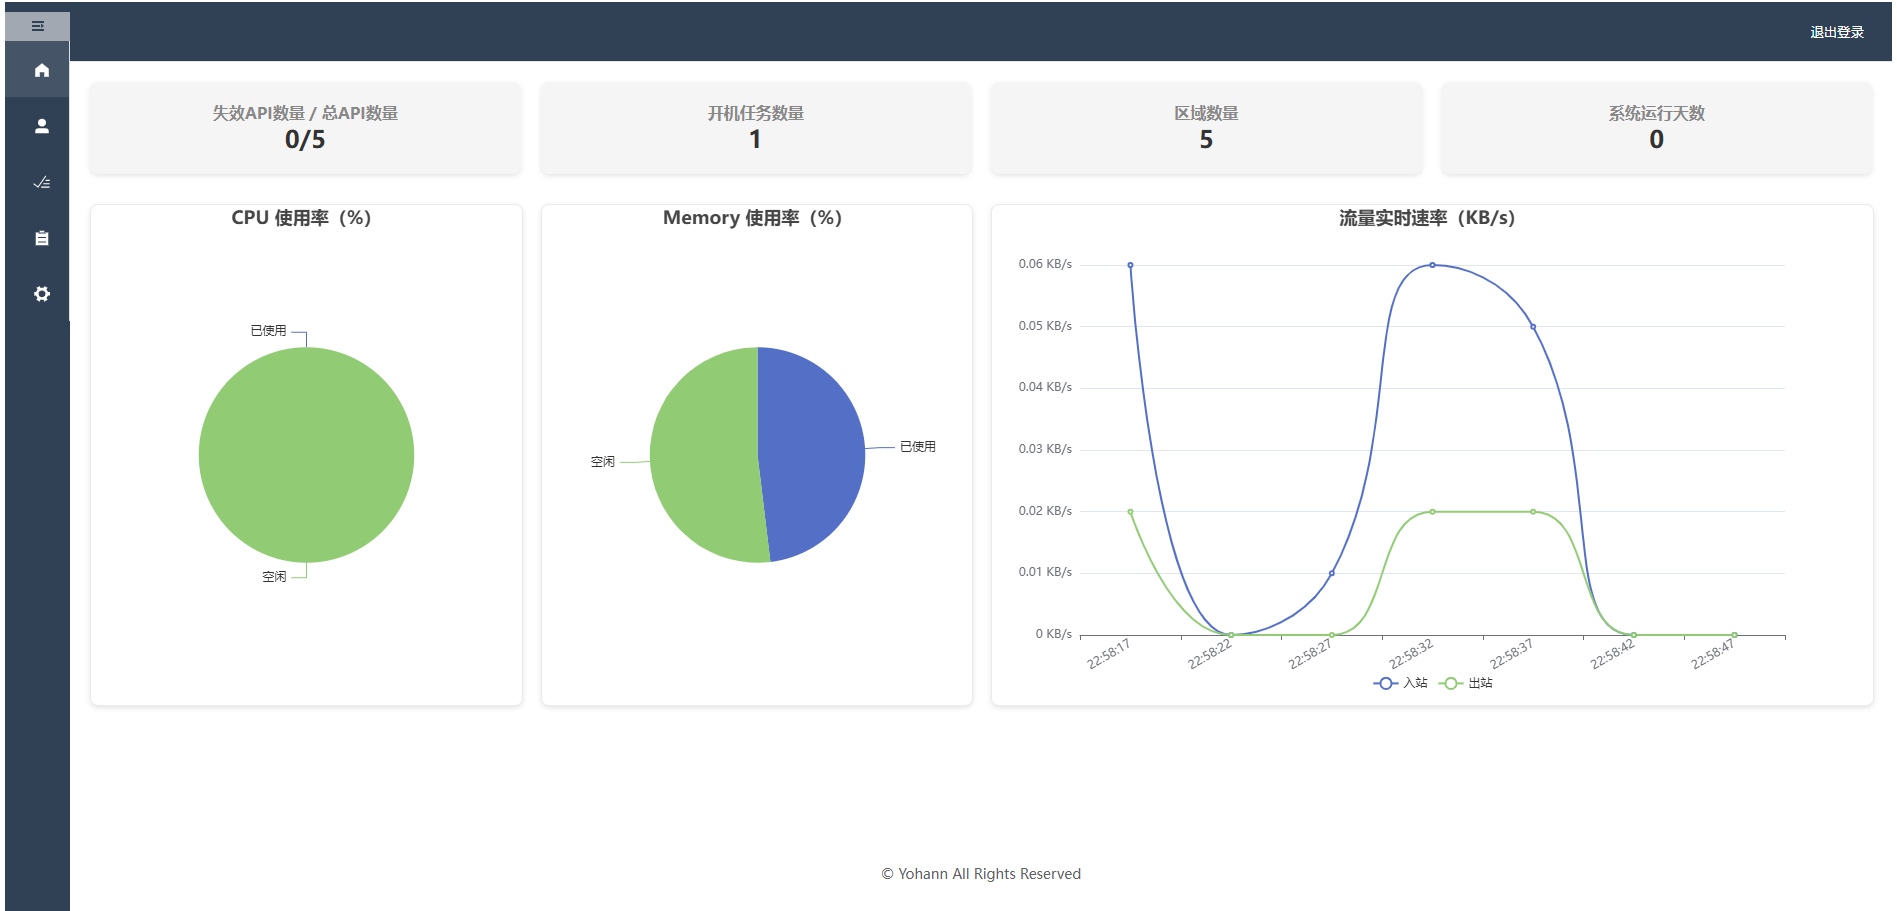 退出登录
失效API数量 / 总API数量
0/5
开机任务数量
1
区域数量
5
系统运行天数
0
CPU 使用率（%）
已使用
空闲
Memory 使用率（%）
已使用
空闲
流量实时速率（KB/s）
0.06 KB/s
0.05 KB/s
0.04 KB/s
0.03 KB/s
0.02 KB/s
0.01 KB/s
0 KB/s
22:58:17
22:58:22
22:58:27
22:58:32
22:58:37
22:58:42
22:58:47
入站
出站
© Yohann All Rights Reserved